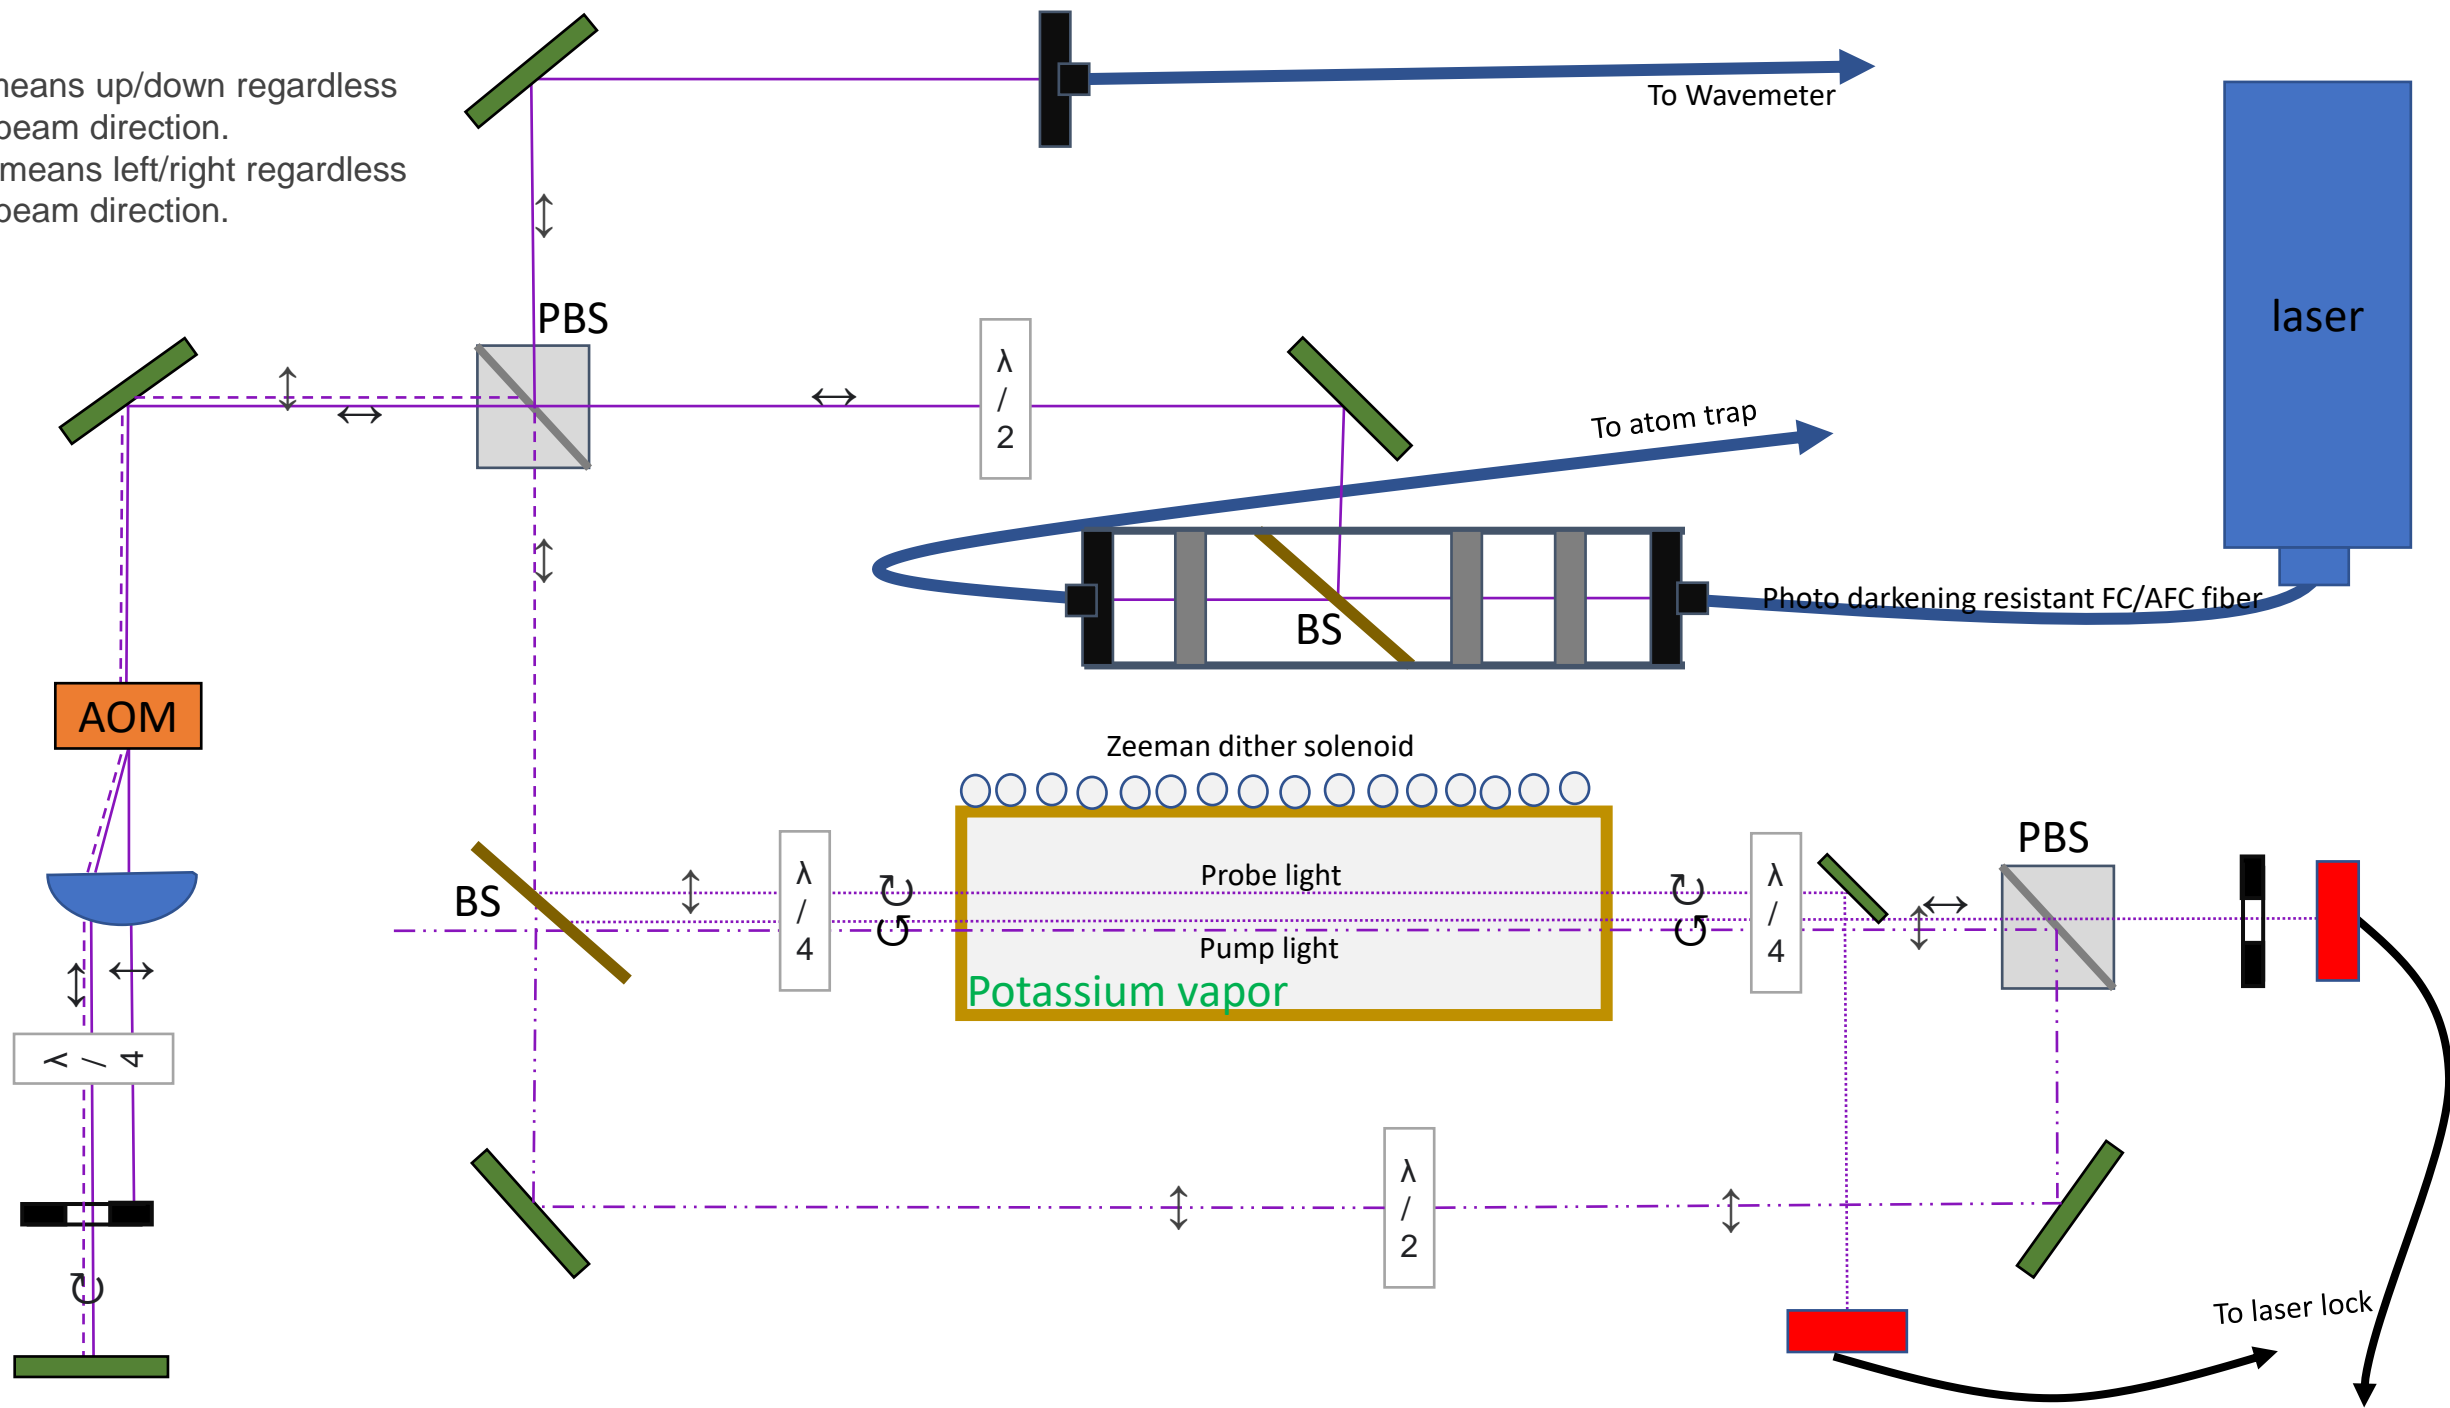 means up/down regardless
beam direction.
means left/right regardless
beam direction.
To Wavemeter
laser
PBS
λ
/
2
To atom trap
BS
Photo darkening resistant FC/AFC fiber
AOM
Zeeman dither solenoid
BS
λ
/
4
Probe light
Pump light
Potassium vapor
λ
/
4
PBS
λ / 4
λ
/
2
To laser lock